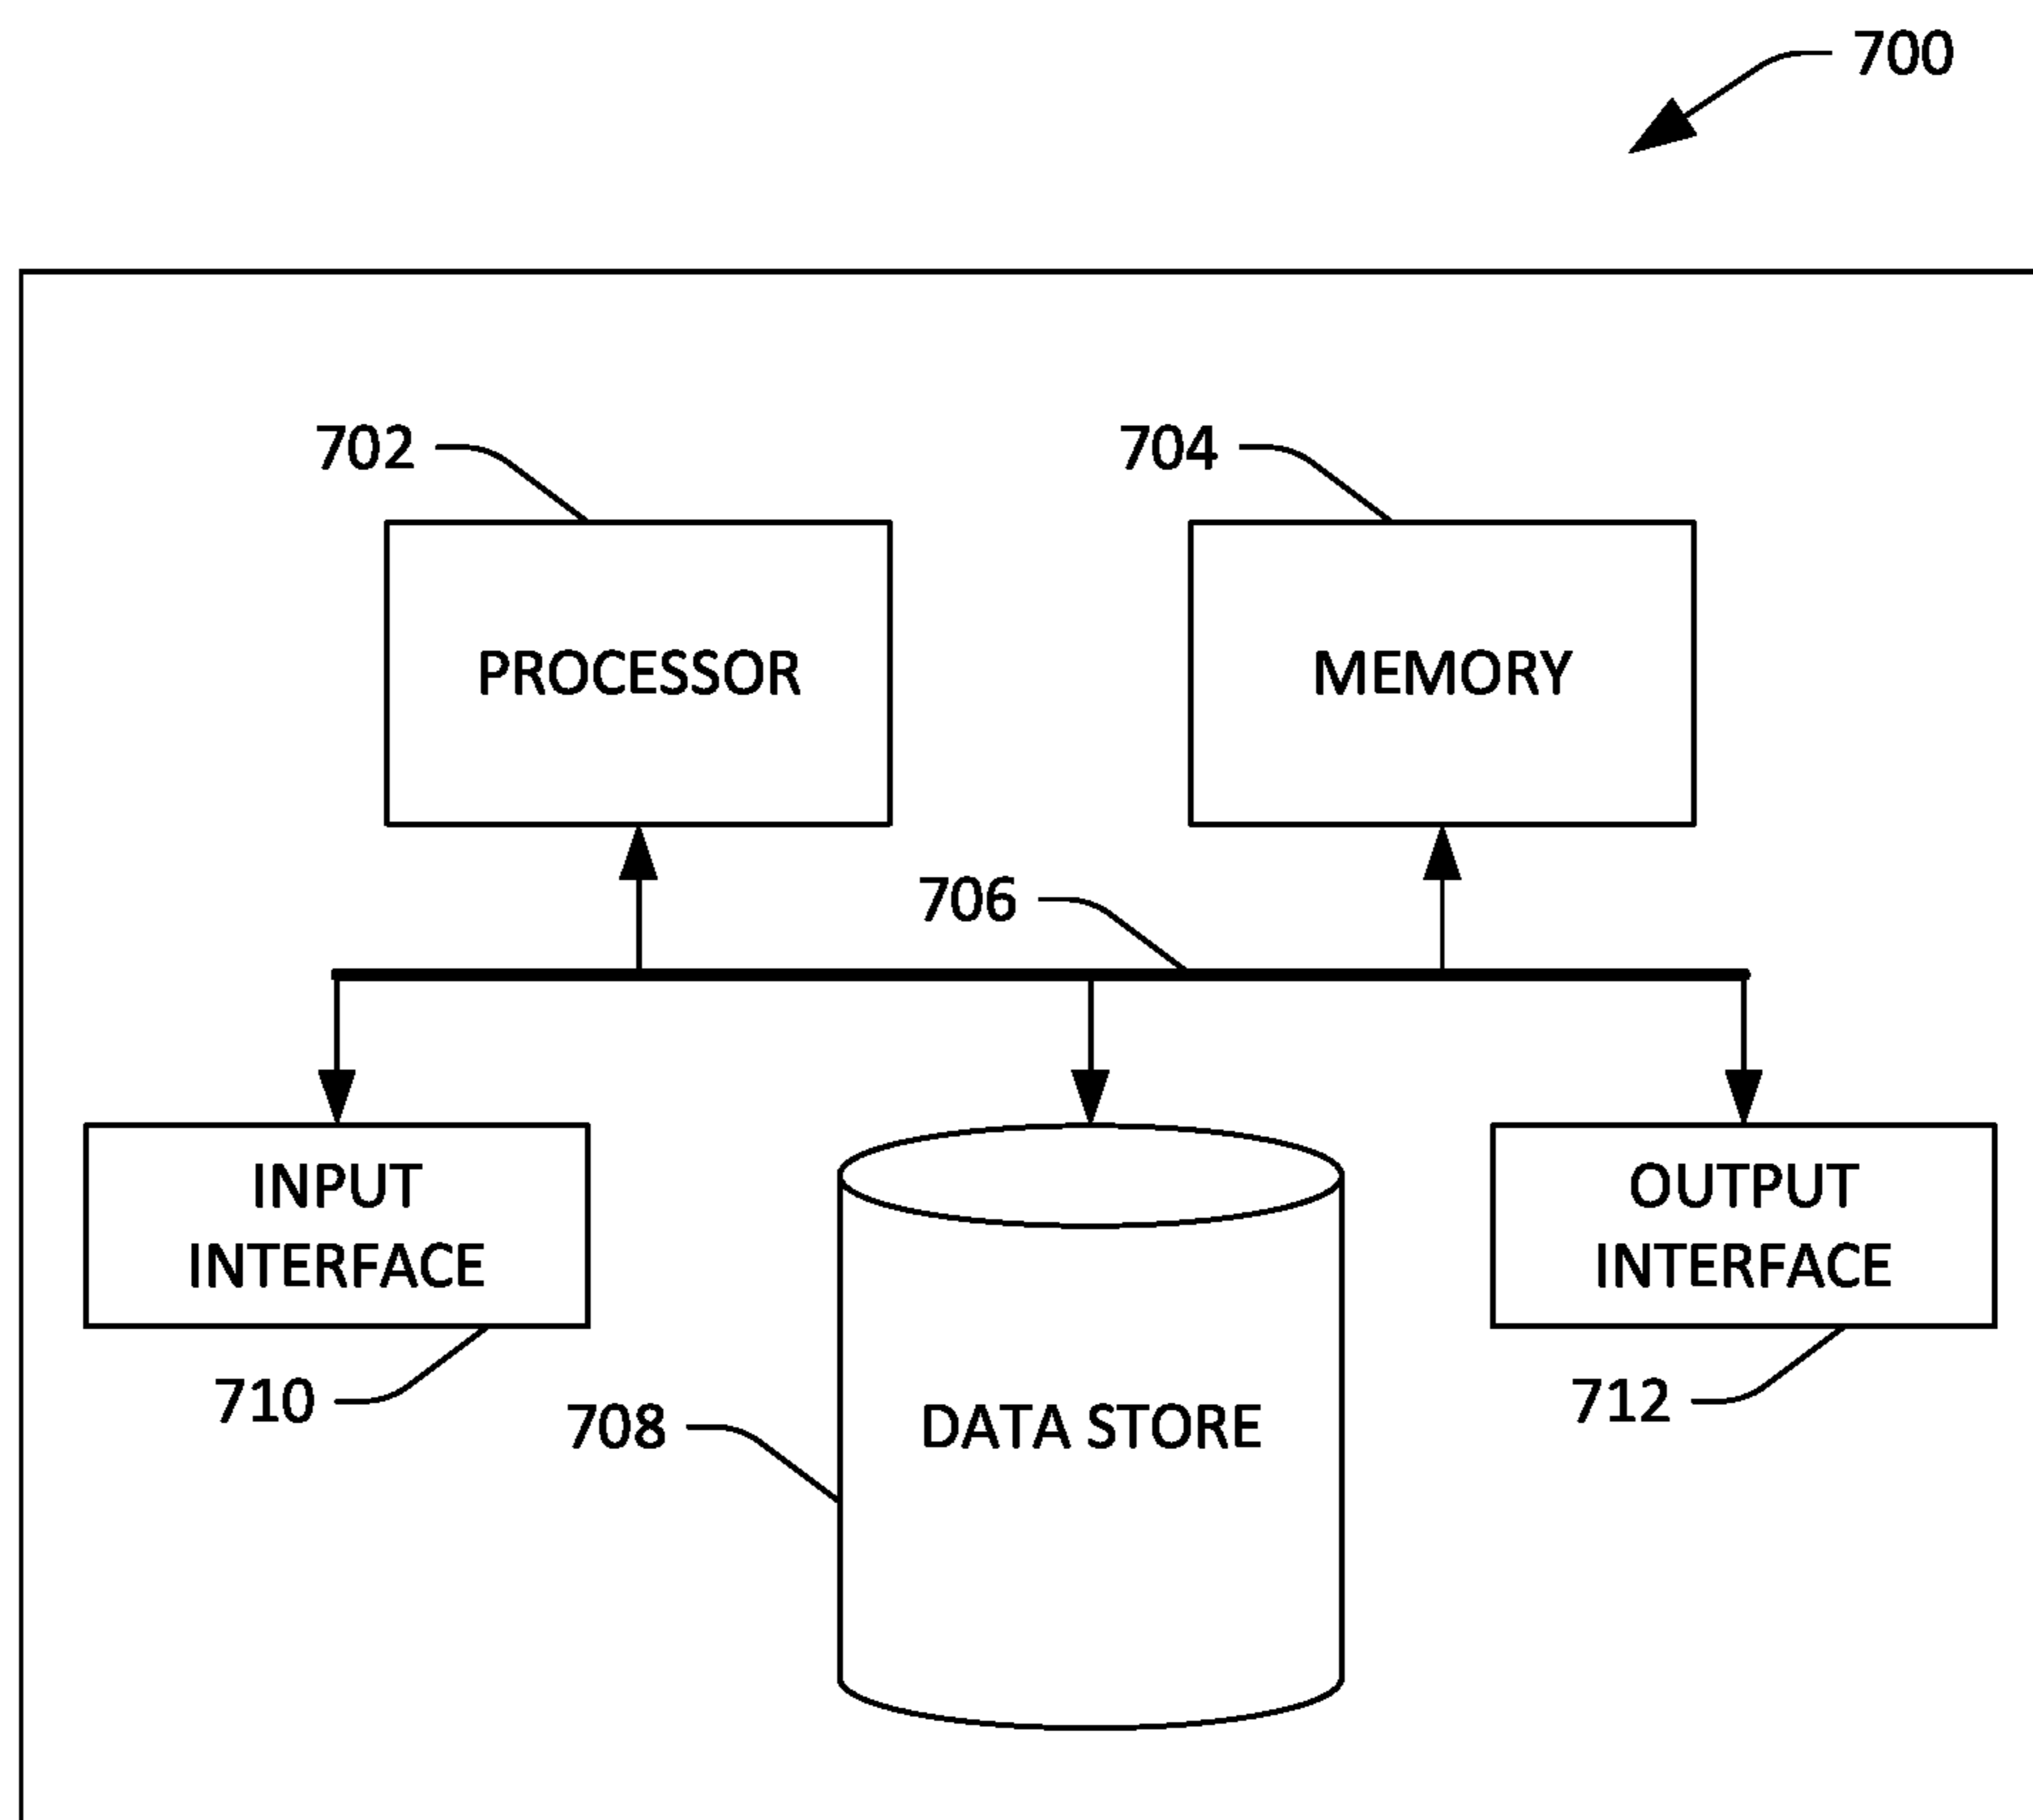 700
702
704
PROCESSOR
MEMORY
706
INPUT
INTERFACE
OUTPUT
INTERFACE
710
708
DATA STORE
712